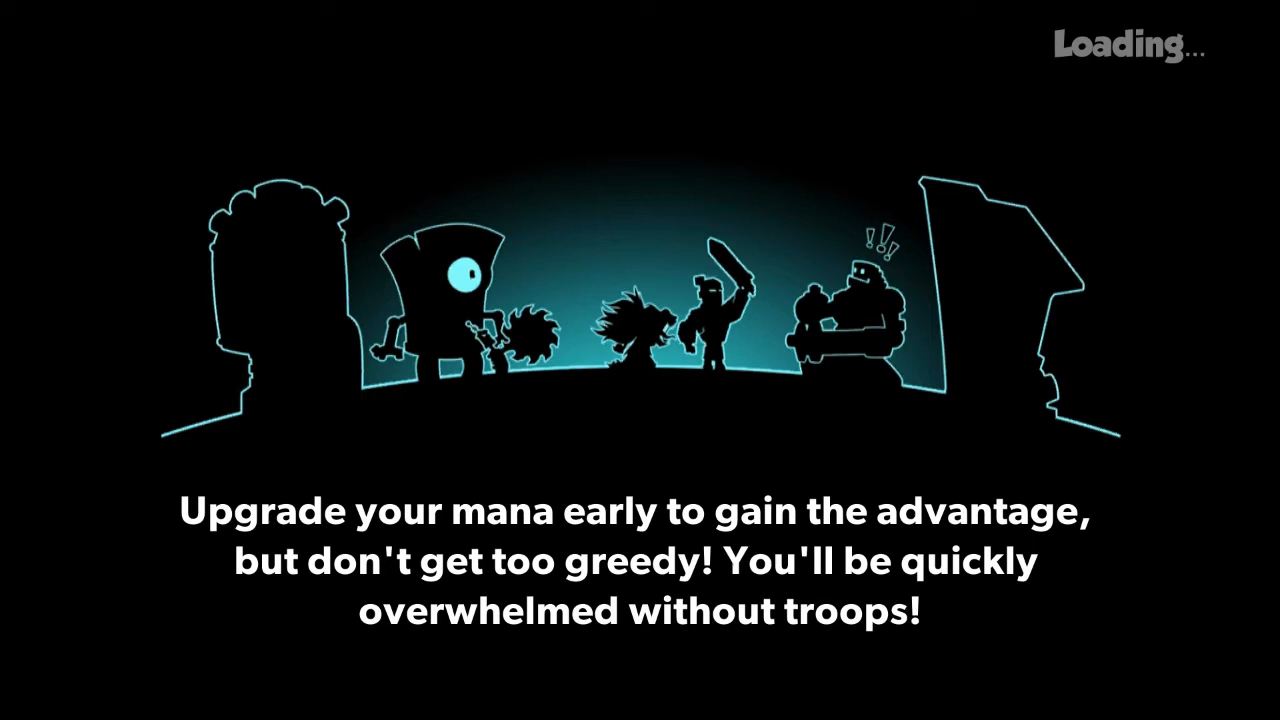 Loading...
Upgrade your mana early to gain the advantage,
but don't get too greedy! You'll be quickly
overwhelmed without troops!